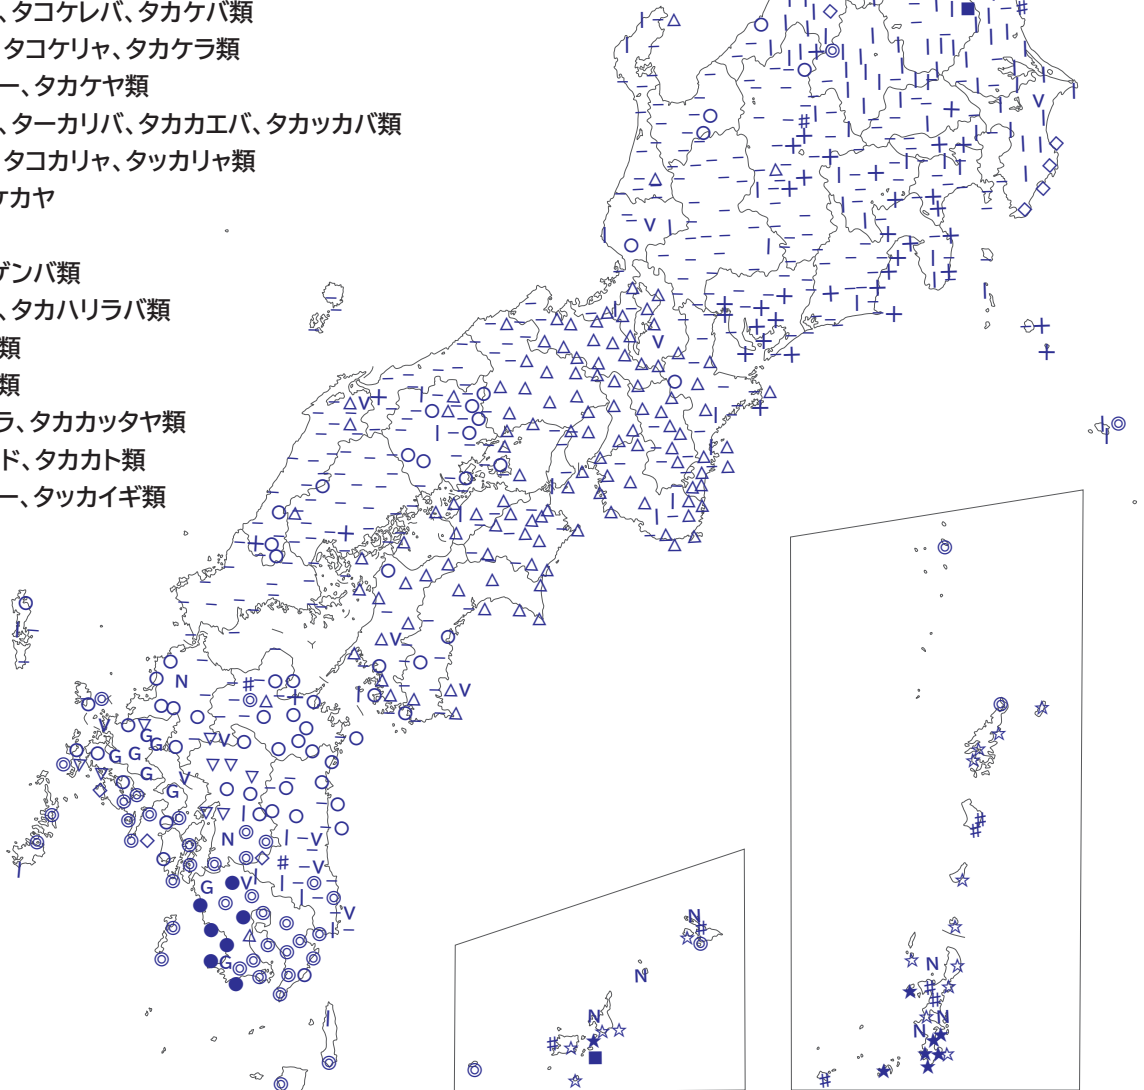 、タコケレバ、タカケバ類
タコケリャ、タカケラ類
ー、タカケヤ類
、ターカリバ、タカカエバ、タカッカバ類
タコカリャ、タッカリャ類
ケカヤ
ゲンバ類
、タカハリラバ類
類
類
ラ、タカカッタヤ類
ド、タカカト類
ー、タッカイギ類